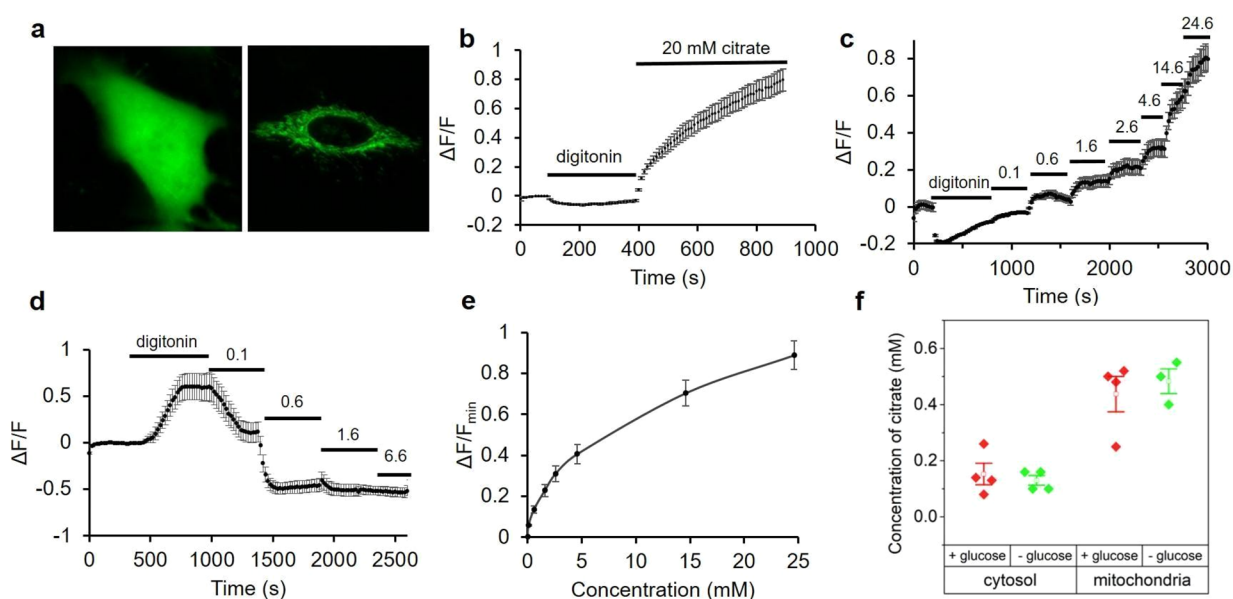 a
b
1
0.8
0.6
0.4
0.2
0
-0.2
ΔF/F
20 mM citrate
digitonin
0 200 400 600 800 1000
Time (s)
c
0.8
0.4
0
-0.2
ΔF/F
digitonin
0.1
0.6
1.6
2.6
4.6
14.6
24.6
0 1000 2000 3000
Time (s)
d
1
0.5
0
-0.5
-1
ΔF/F
digitonin
0.1
0.6
1.6
6.6
0 500 1000 1500 2000 2500
Time (s)
e
1
0.8
0.6
0.4
0.2
0
ΔF/Fmin
0 5 10 15 20 25
Concentration (mM)
f
Concentration of citrate (mM)
0.6
0.4
0.2
0.0
+ glucose - glucose + glucose - glucose
cytosol mitochondria